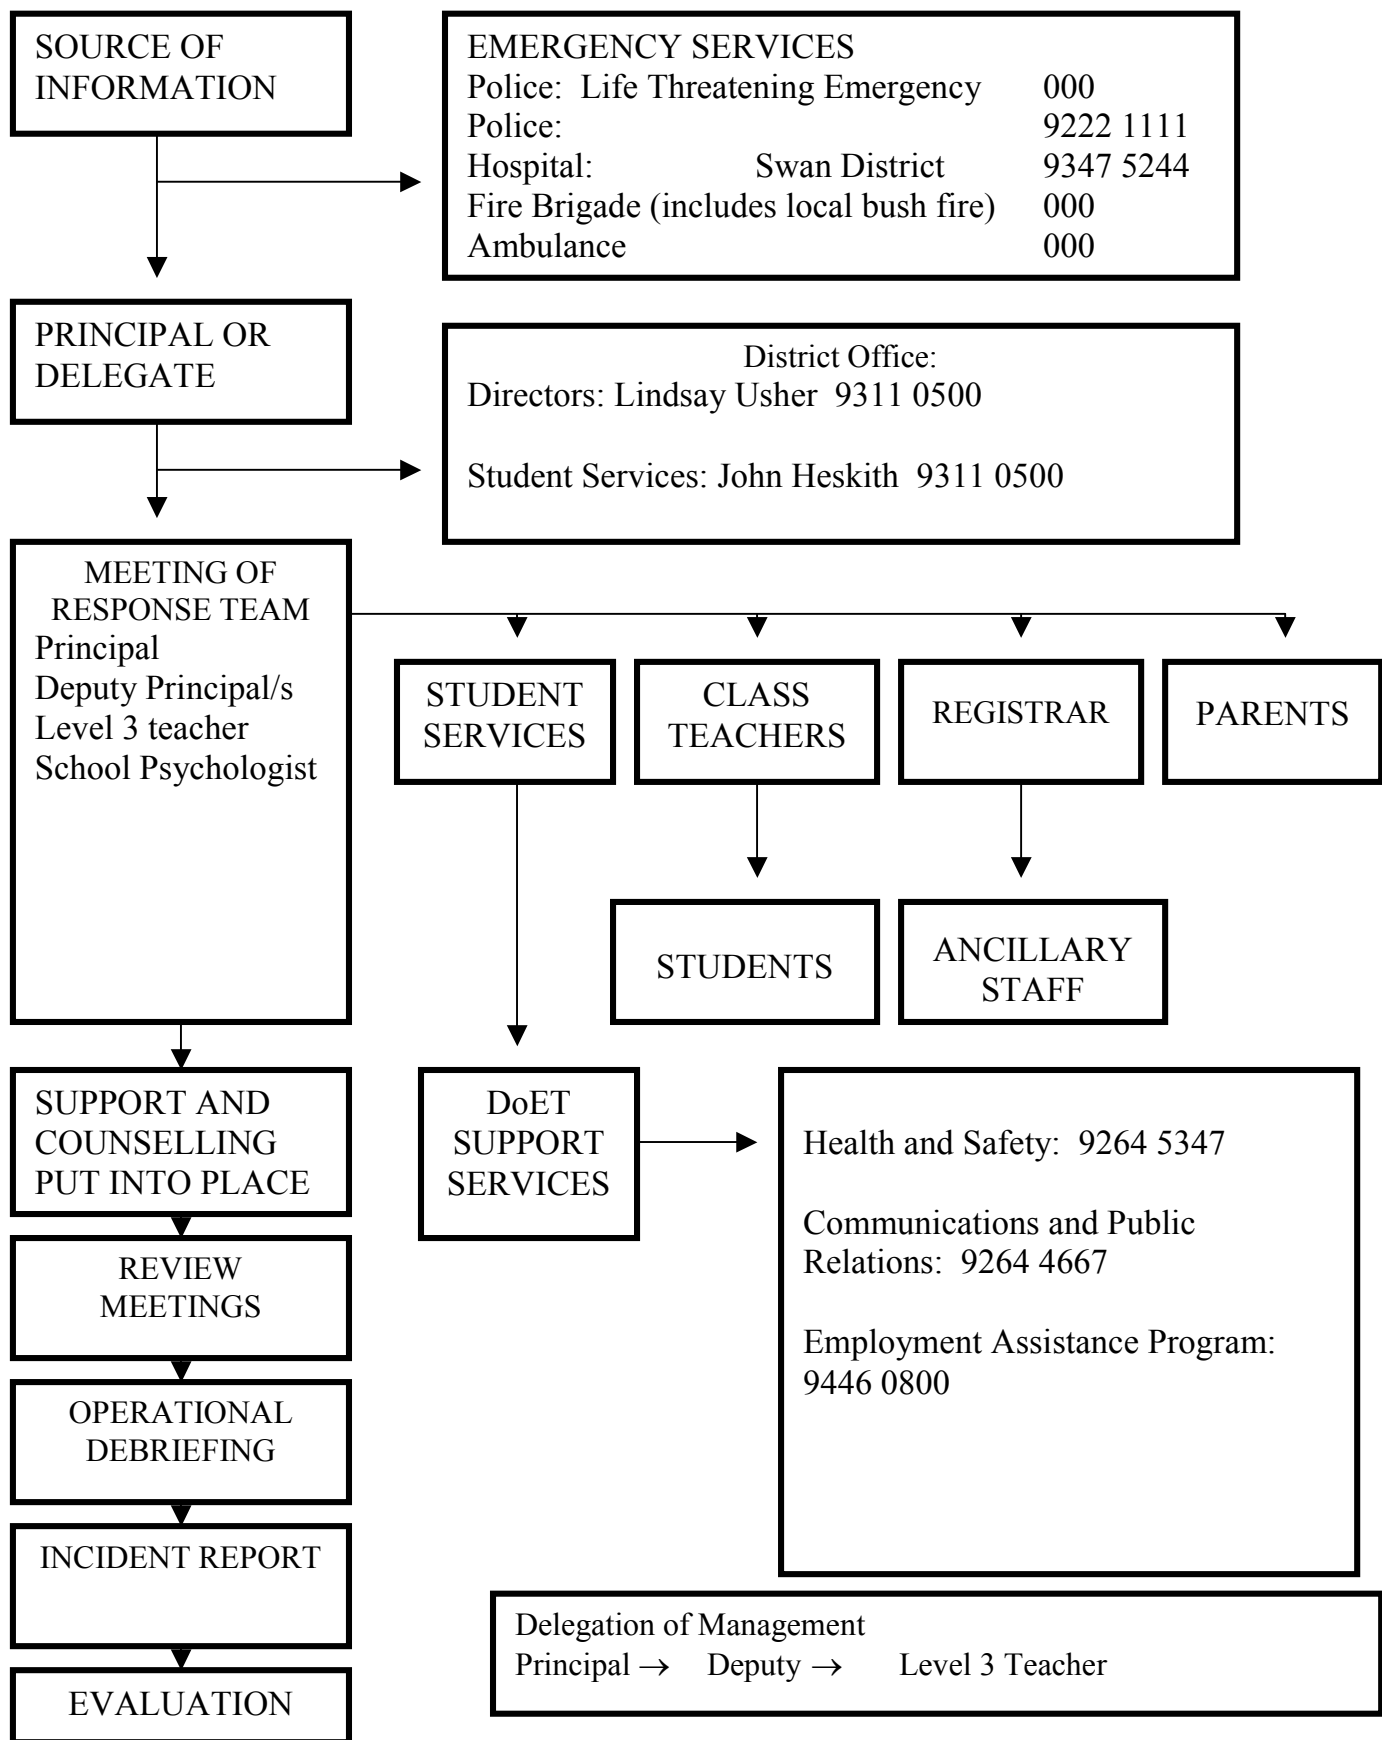 SOURCE OF
INFORMATION
EMERGENCY SERVICES
Police: Life Threatening Emergency 000
Police: 9222 1111
Hospital: Swan District 9347 5244
Fire Brigade (includes local bush fire) 000
Ambulance 000
PRINCIPAL OR
DELEGATE
District Office:
Directors: Lindsay Usher 9311 0500
Student Services: John Heskith 9311 0500
MEETING OF
RESPONSE TEAM
Principal
Deputy Principal/s
Level 3 teacher
School Psychologist
STUDENT
SERVICES
CLASS
TEACHERS
REGISTRAR
PARENTS
STUDENTS
ANCILLARY
STAFF
SUPPORT AND
COUNSELLING
PUT INTO PLACE
DoET
SUPPORT
SERVICES
Health and Safety: 9264 5347
Communications and Public
Relations: 9264 4667
Employment Assistance Program:
9446 0800
REVIEW
MEETINGS
OPERATIONAL
DEBRIEFING
INCIDENT REPORT
EVALUATION
Delegation of Management
Principal → Deputy → Level 3 Teacher